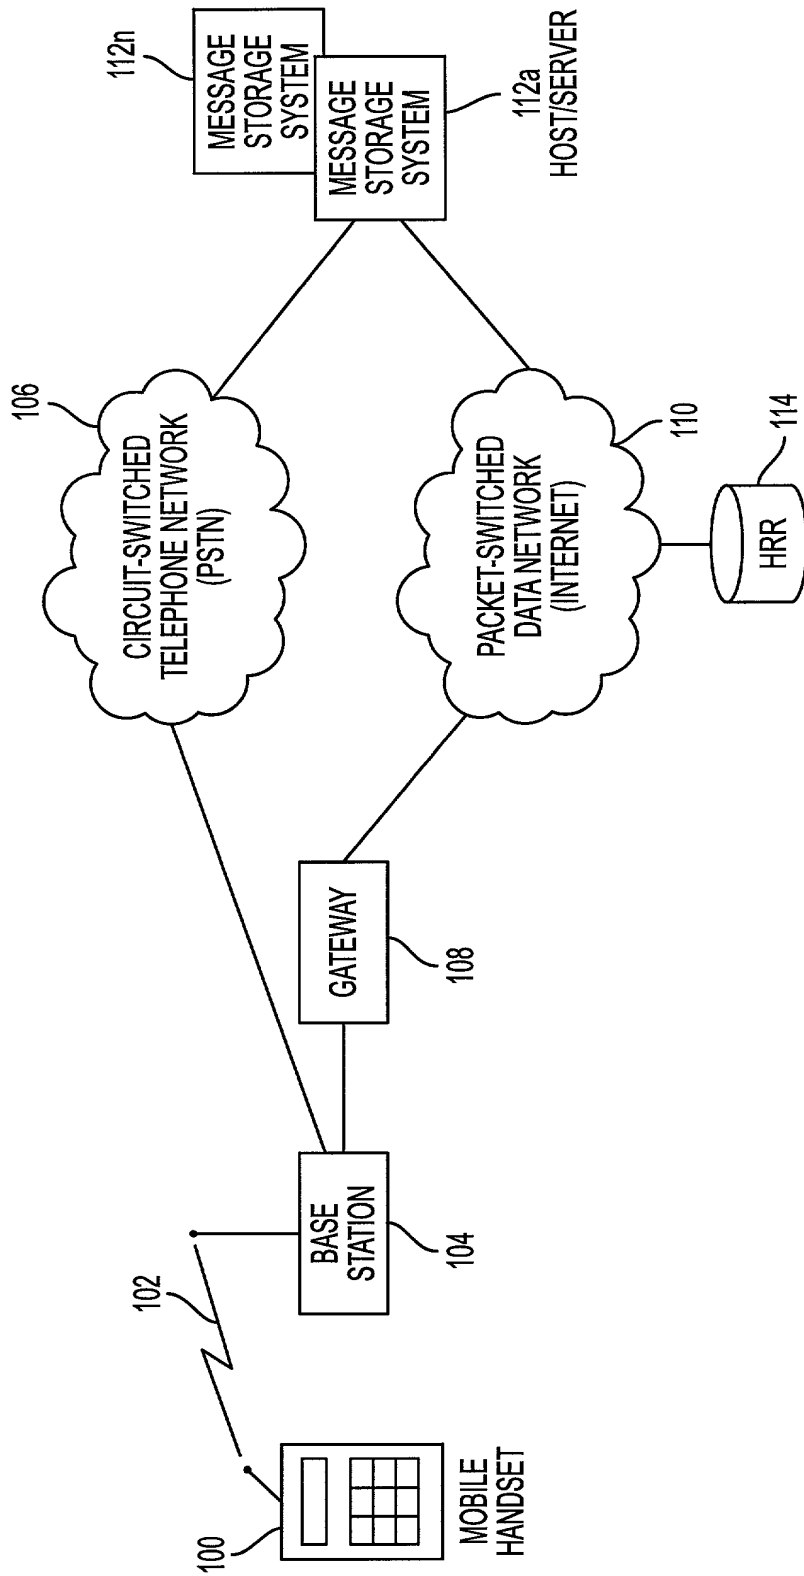 100
MOBILE
HANDSET
102
BASE
STATION
104
GATEWAY
108
106
CIRCUIT-SWITCHED
TELEPHONE NETWORK
(PSTN)
PACKET-SWITCHED
DATA NETWORK
(INTERNET)
110
HRR
114
112n
MESSAGE
STORAGE
SYSTEM
MESSAGE
STORAGE
SYSTEM
112a
HOST/SERVER